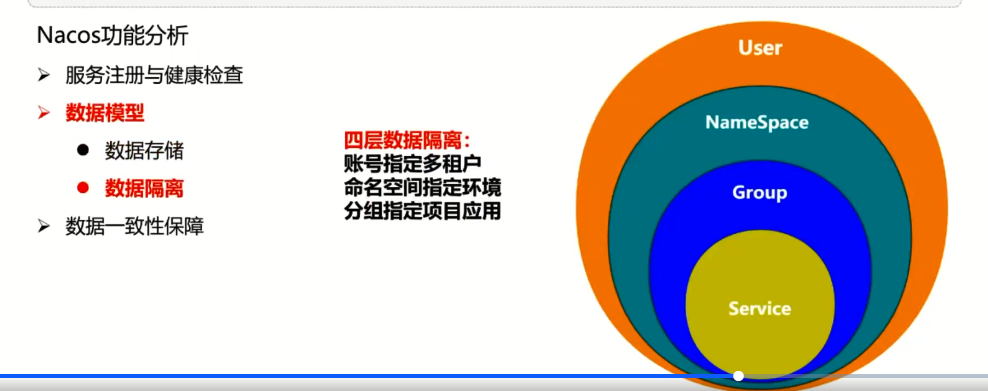 Nacos功能分析
服务注册与健康检查
数据模型
数据存储
数据隔离
数据一致性保障
四层数据隔离：
账号指定多租户
命名空间指定环境
分组指定项目应用
User
NameSpace
Group
Service